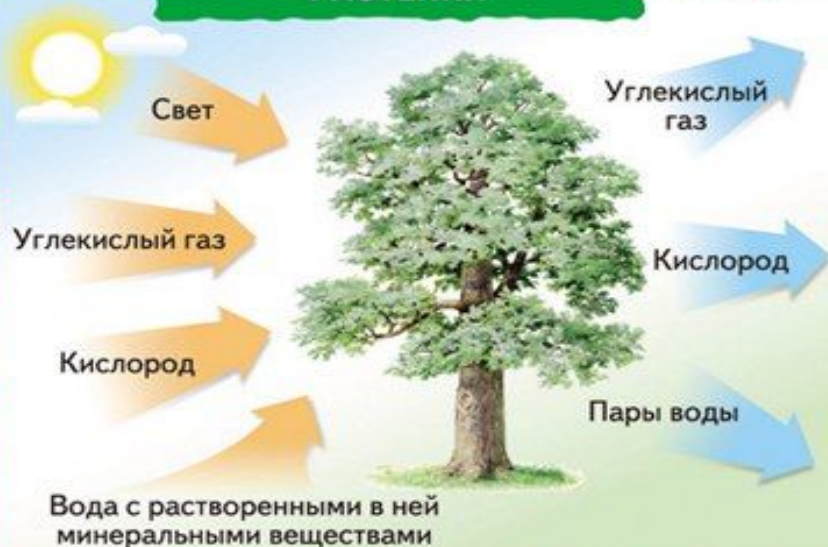 Свет
Углекислый газ
Кислород
Вода с растворенными в ней
минеральными веществами
Углекислый
газ
Кислород
Пары воды